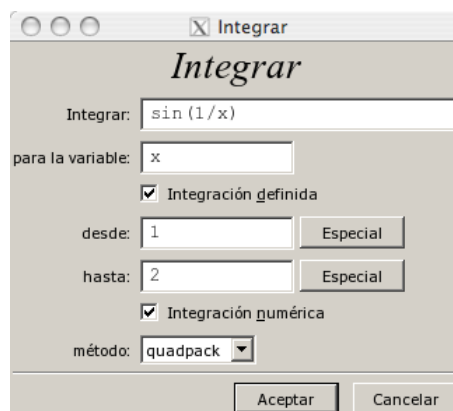 Integrar
Integrar
Integrar: sin(1/x)
para la variable: x
Integración definida
desde: 1 Especial
hasta: 2 Especial
Integración numérica
método: quadpack
Aceptar Cancelar